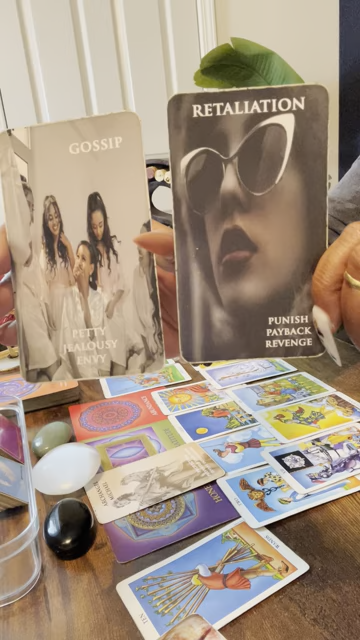 GOSSIP
PETTY
JEALOUSY
ENVY
RETALIATION
PUNISH
PAYBACK
REVENGE